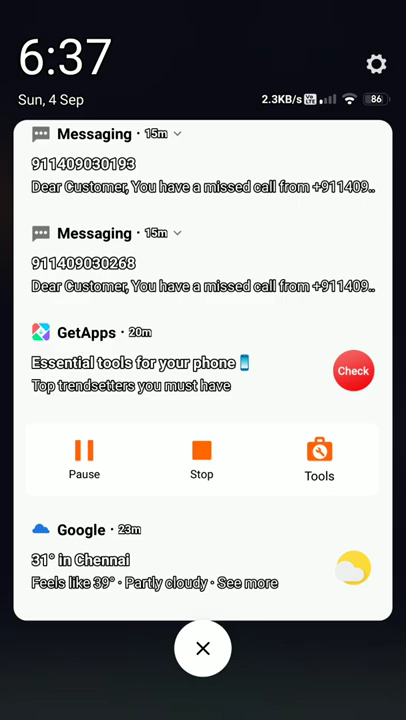 6:37
Sun, 4 Sep
2.3KB/s Vo LTE 86
Messaging · 15m
911409030193
Dear Customer, You have a missed call from +911409..
Messaging · 15m
911409030268
Dear Customer, You have a missed call from +911409..
GetApps · 20m
Essential tools for your phone📱
Top trendsetters you must have
Check
Pause
Stop
Tools
Google · 23m
31° in Chennai
Feels like 39° · Partly cloudy · See more